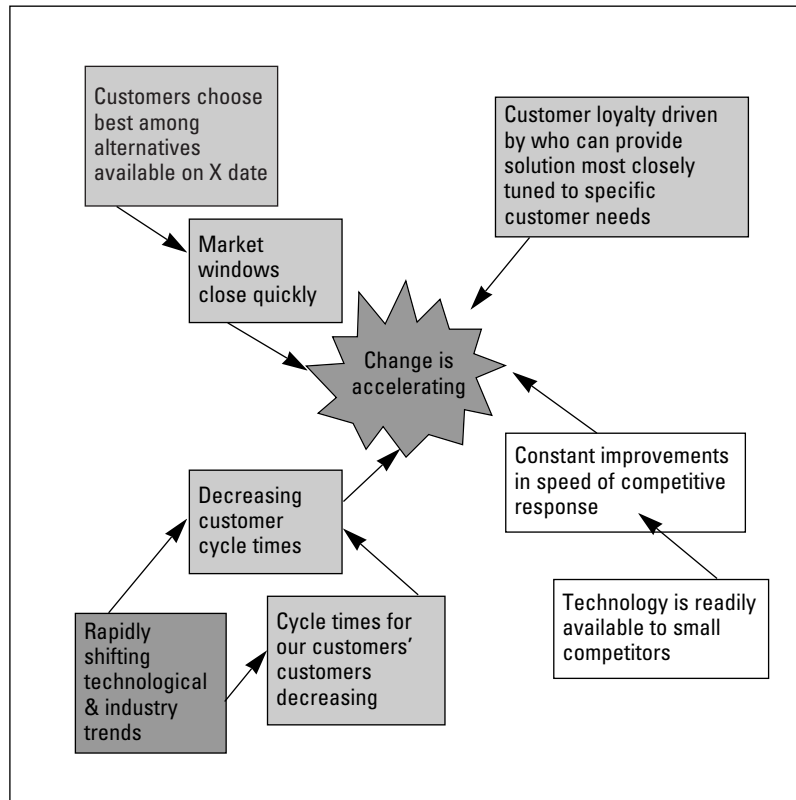 Customers choose
best among
alternatives
available on X date
Customer loyalty driven
by who can provide
solution most closely
tuned to specific
customer needs
Market
windows
close quickly
Change is
accelerating
Constant improvements
in speed of competitive
response
Decreasing
customer
cycle times
Technology is readily
available to small
competitors
Cycle times for
our customers’
customers
decreasing
Rapidly
shifting
technological
& industry
trends